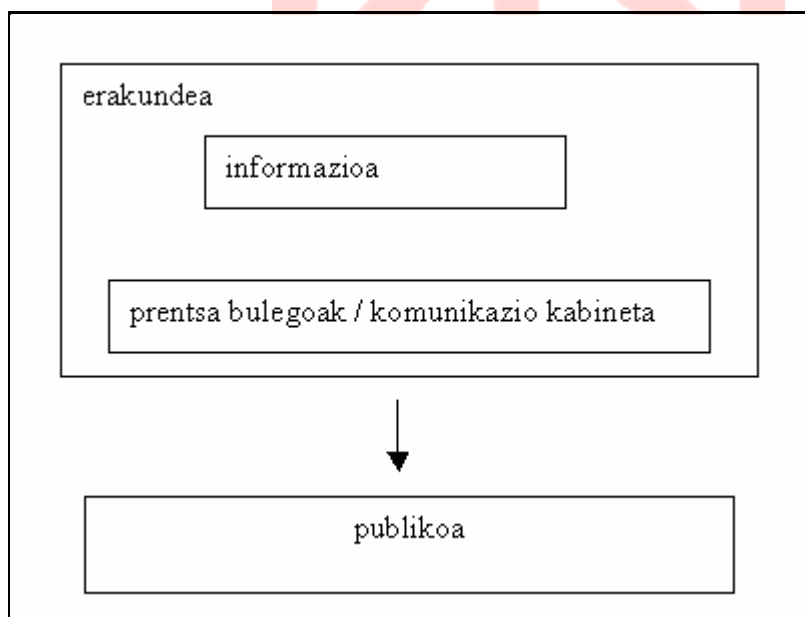 erakundea
informazioa
prentsa bulegoak / komunikazio kabineta
publikoa